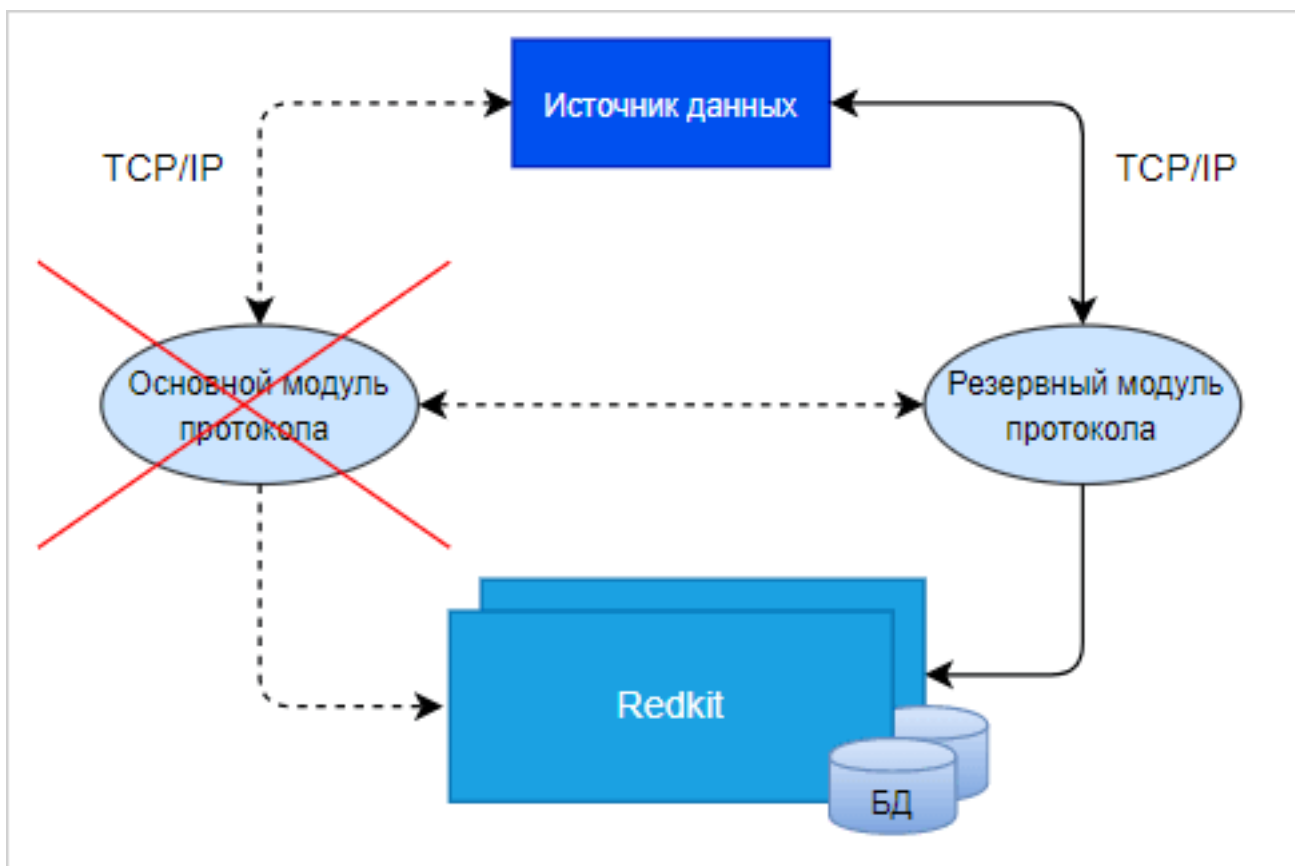 Источник данных
TCP/IP
TCP/IP
Основной модуль
протокола
Резервный модуль
протокола
Redkit
БД